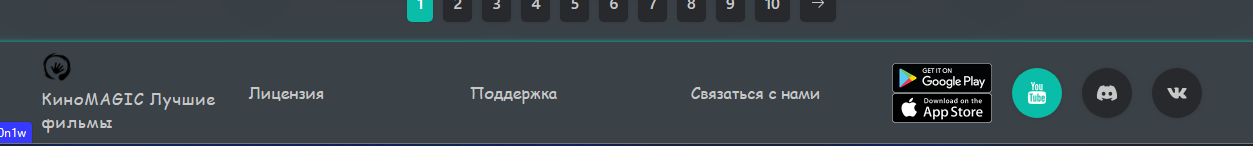 1 2 3 4 5 6 7 8 9 10 →
КиноMAGIC Лучшие
фильмы
Лицензия
Поддержка
Связаться с нами
GET IT ON
Google Play
Download on the
App Store
You
Tube
0n1w